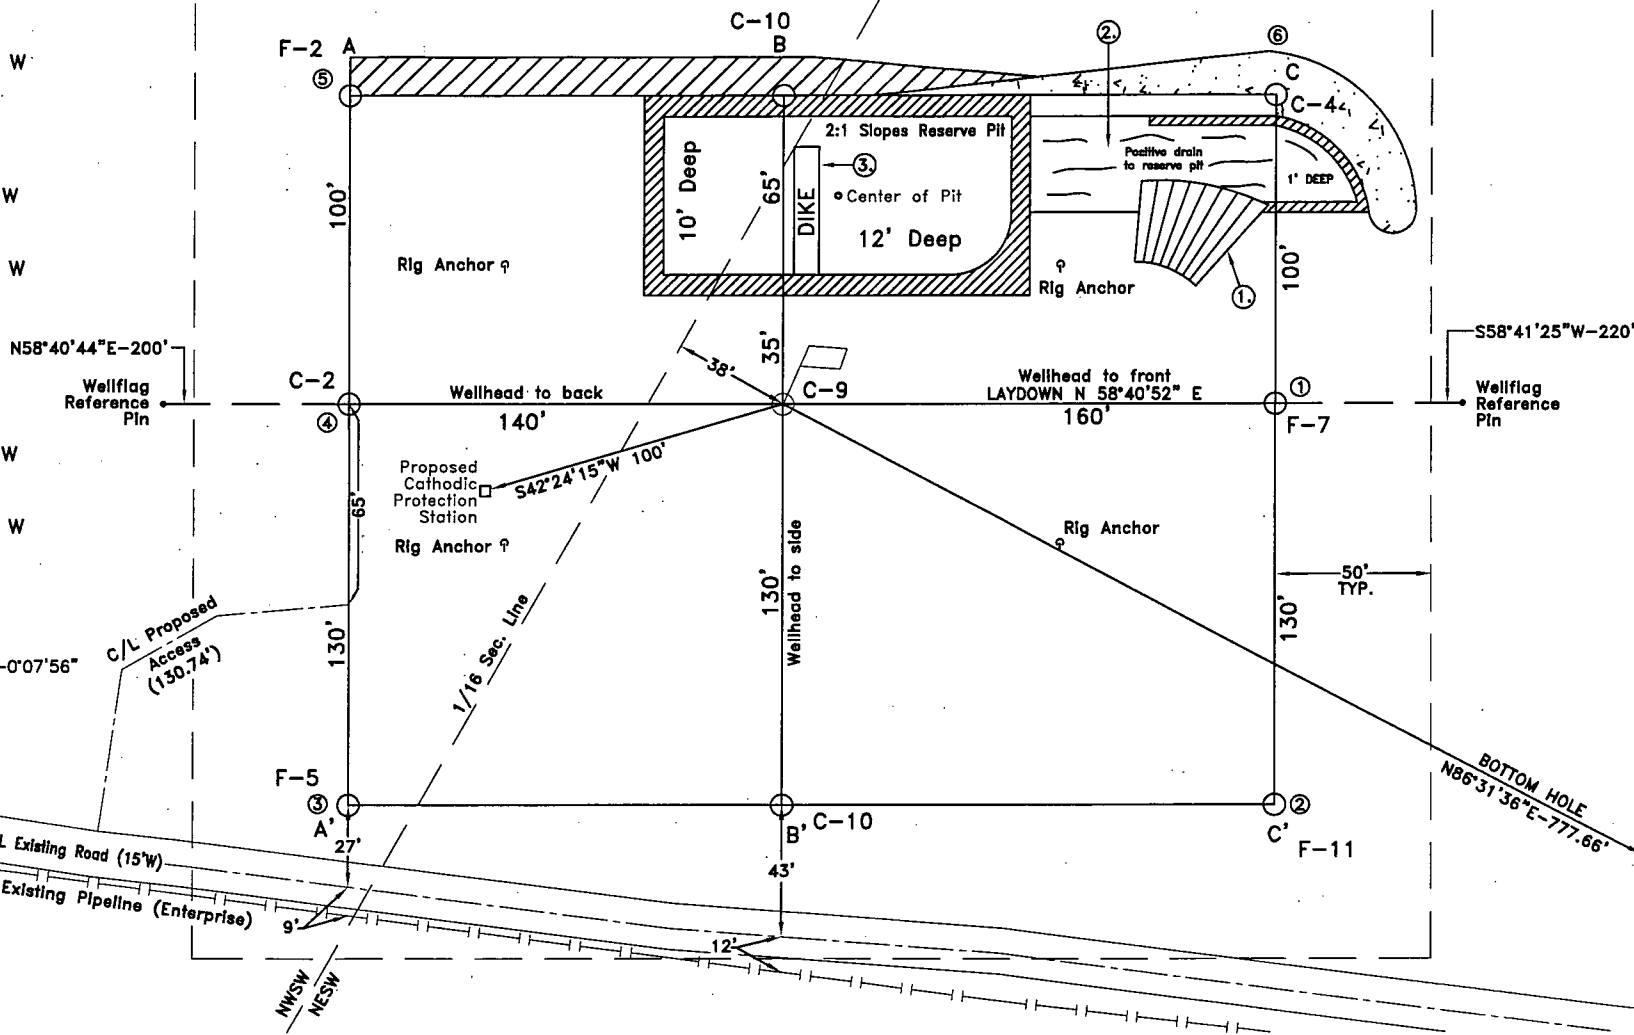 C-10
F-2 A
B
2.
6
W
5
C
C-4
2:1 Slopes Reserve Pit
Positive drain
to reserve pit
1' DEEP
3.
10' Deep
65'
DIKE
Center of Pit
12' Deep
100'
W
Rig Anchor
Rig Anchor
100'
1.
W
N58°40'44"E-200'
S58°41'25"W-220'
35'
38'
C-2
Wellhead to back
C-9
Wellhead to front
LAYDOWN N 58°40'52" E
1
Wellflag
Reference
Pin
Wellflag
Reference
Pin
4
140'
160'
F-7
W
Proposed
Cathodic
Protection
Station
S42°24'15"W 100'
65'
W
Rig Anchor
Rig Anchor
50'
TYP.
130'
Wellhead to side
130'
130'
C/L Proposed
Access
(130.74')
-0°07'56"
1/16 Sec. Line
BOTTOM HOLE
N86°31'36"E-777.66'
F-5
3
A'
B'
C-10
2
C'
F-11
27'
43'
L Existing Road (15'W)
Existing Pipeline (Enterprise)
9'
12'
NWSW
NESW